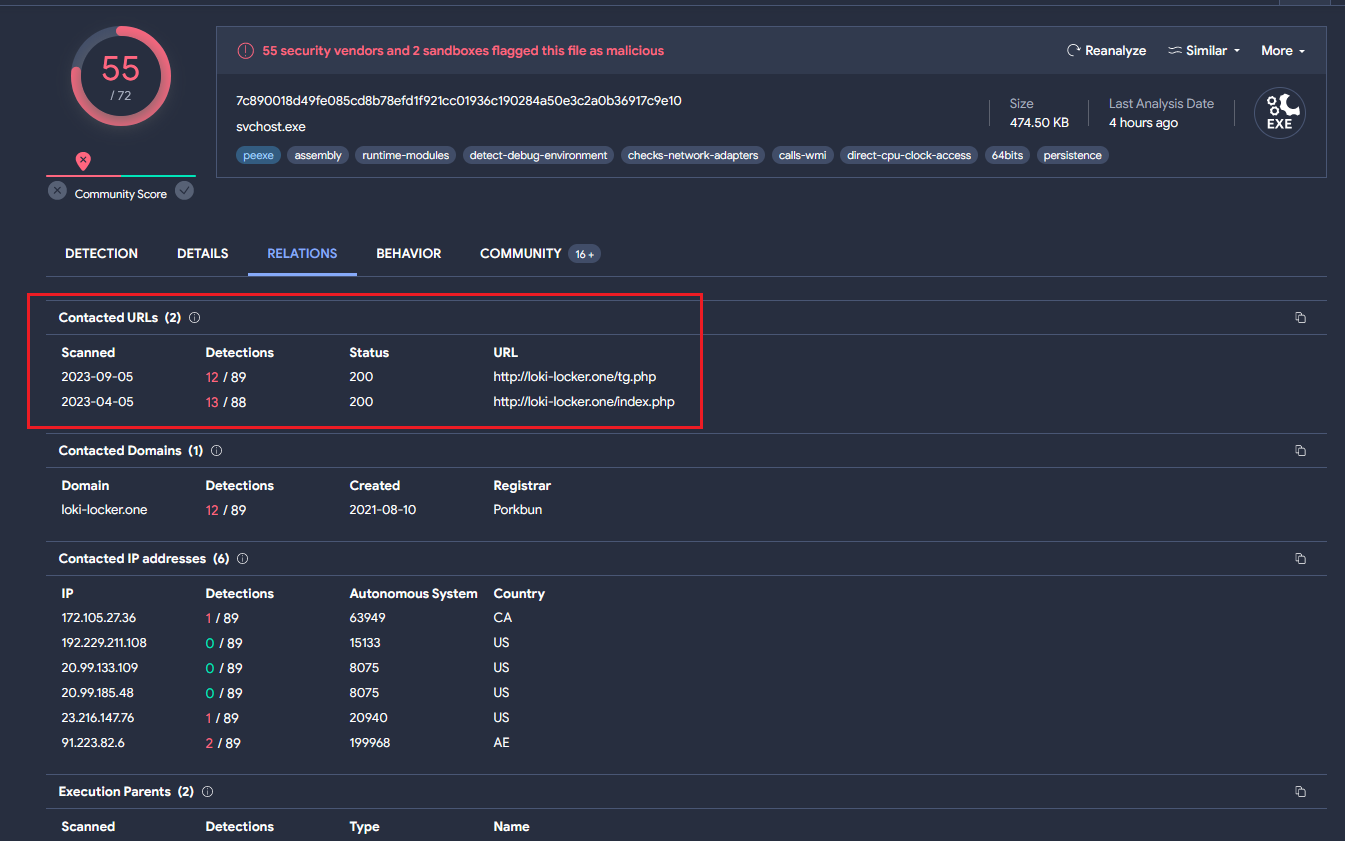 55
/ 72
Community Score
55 security vendors and 2 sandboxes flagged this file as malicious
Reanalyze Similar More
7c890018d49fe085cd8b78efd1f921cc01936c190284a50e3c2a0b36917c9e10
svchost.exe
Size
474.50 KB
Last Analysis Date
4 hours ago
EXE
peexe assembly runtime-modules detect-debug-environment checks-network-adapters calls-wmi direct-cpu-clock-access 64bits persistence
DETECTION DETAILS RELATIONS BEHAVIOR COMMUNITY 16 +
Contacted URLs (2)
Scanned Detections Status URL
2023-09-05 12 / 89 200 http://loki-locker.one/tg.php
2023-04-05 13 / 88 200 http://loki-locker.one/index.php
Contacted Domains (1)
Domain Detections Created Registrar
loki-locker.one 12 / 89 2021-08-10 Porkbun
Contacted IP addresses (6)
IP Detections Autonomous System Country
172.105.27.36 1 / 89 63949 CA
192.229.211.108 0 / 89 15133 US
20.99.133.109 0 / 89 8075 US
20.99.185.48 0 / 89 8075 US
23.216.147.76 1 / 89 20940 US
91.223.82.6 2 / 89 199968 AE
Execution Parents (2)
Scanned Detections Type Name